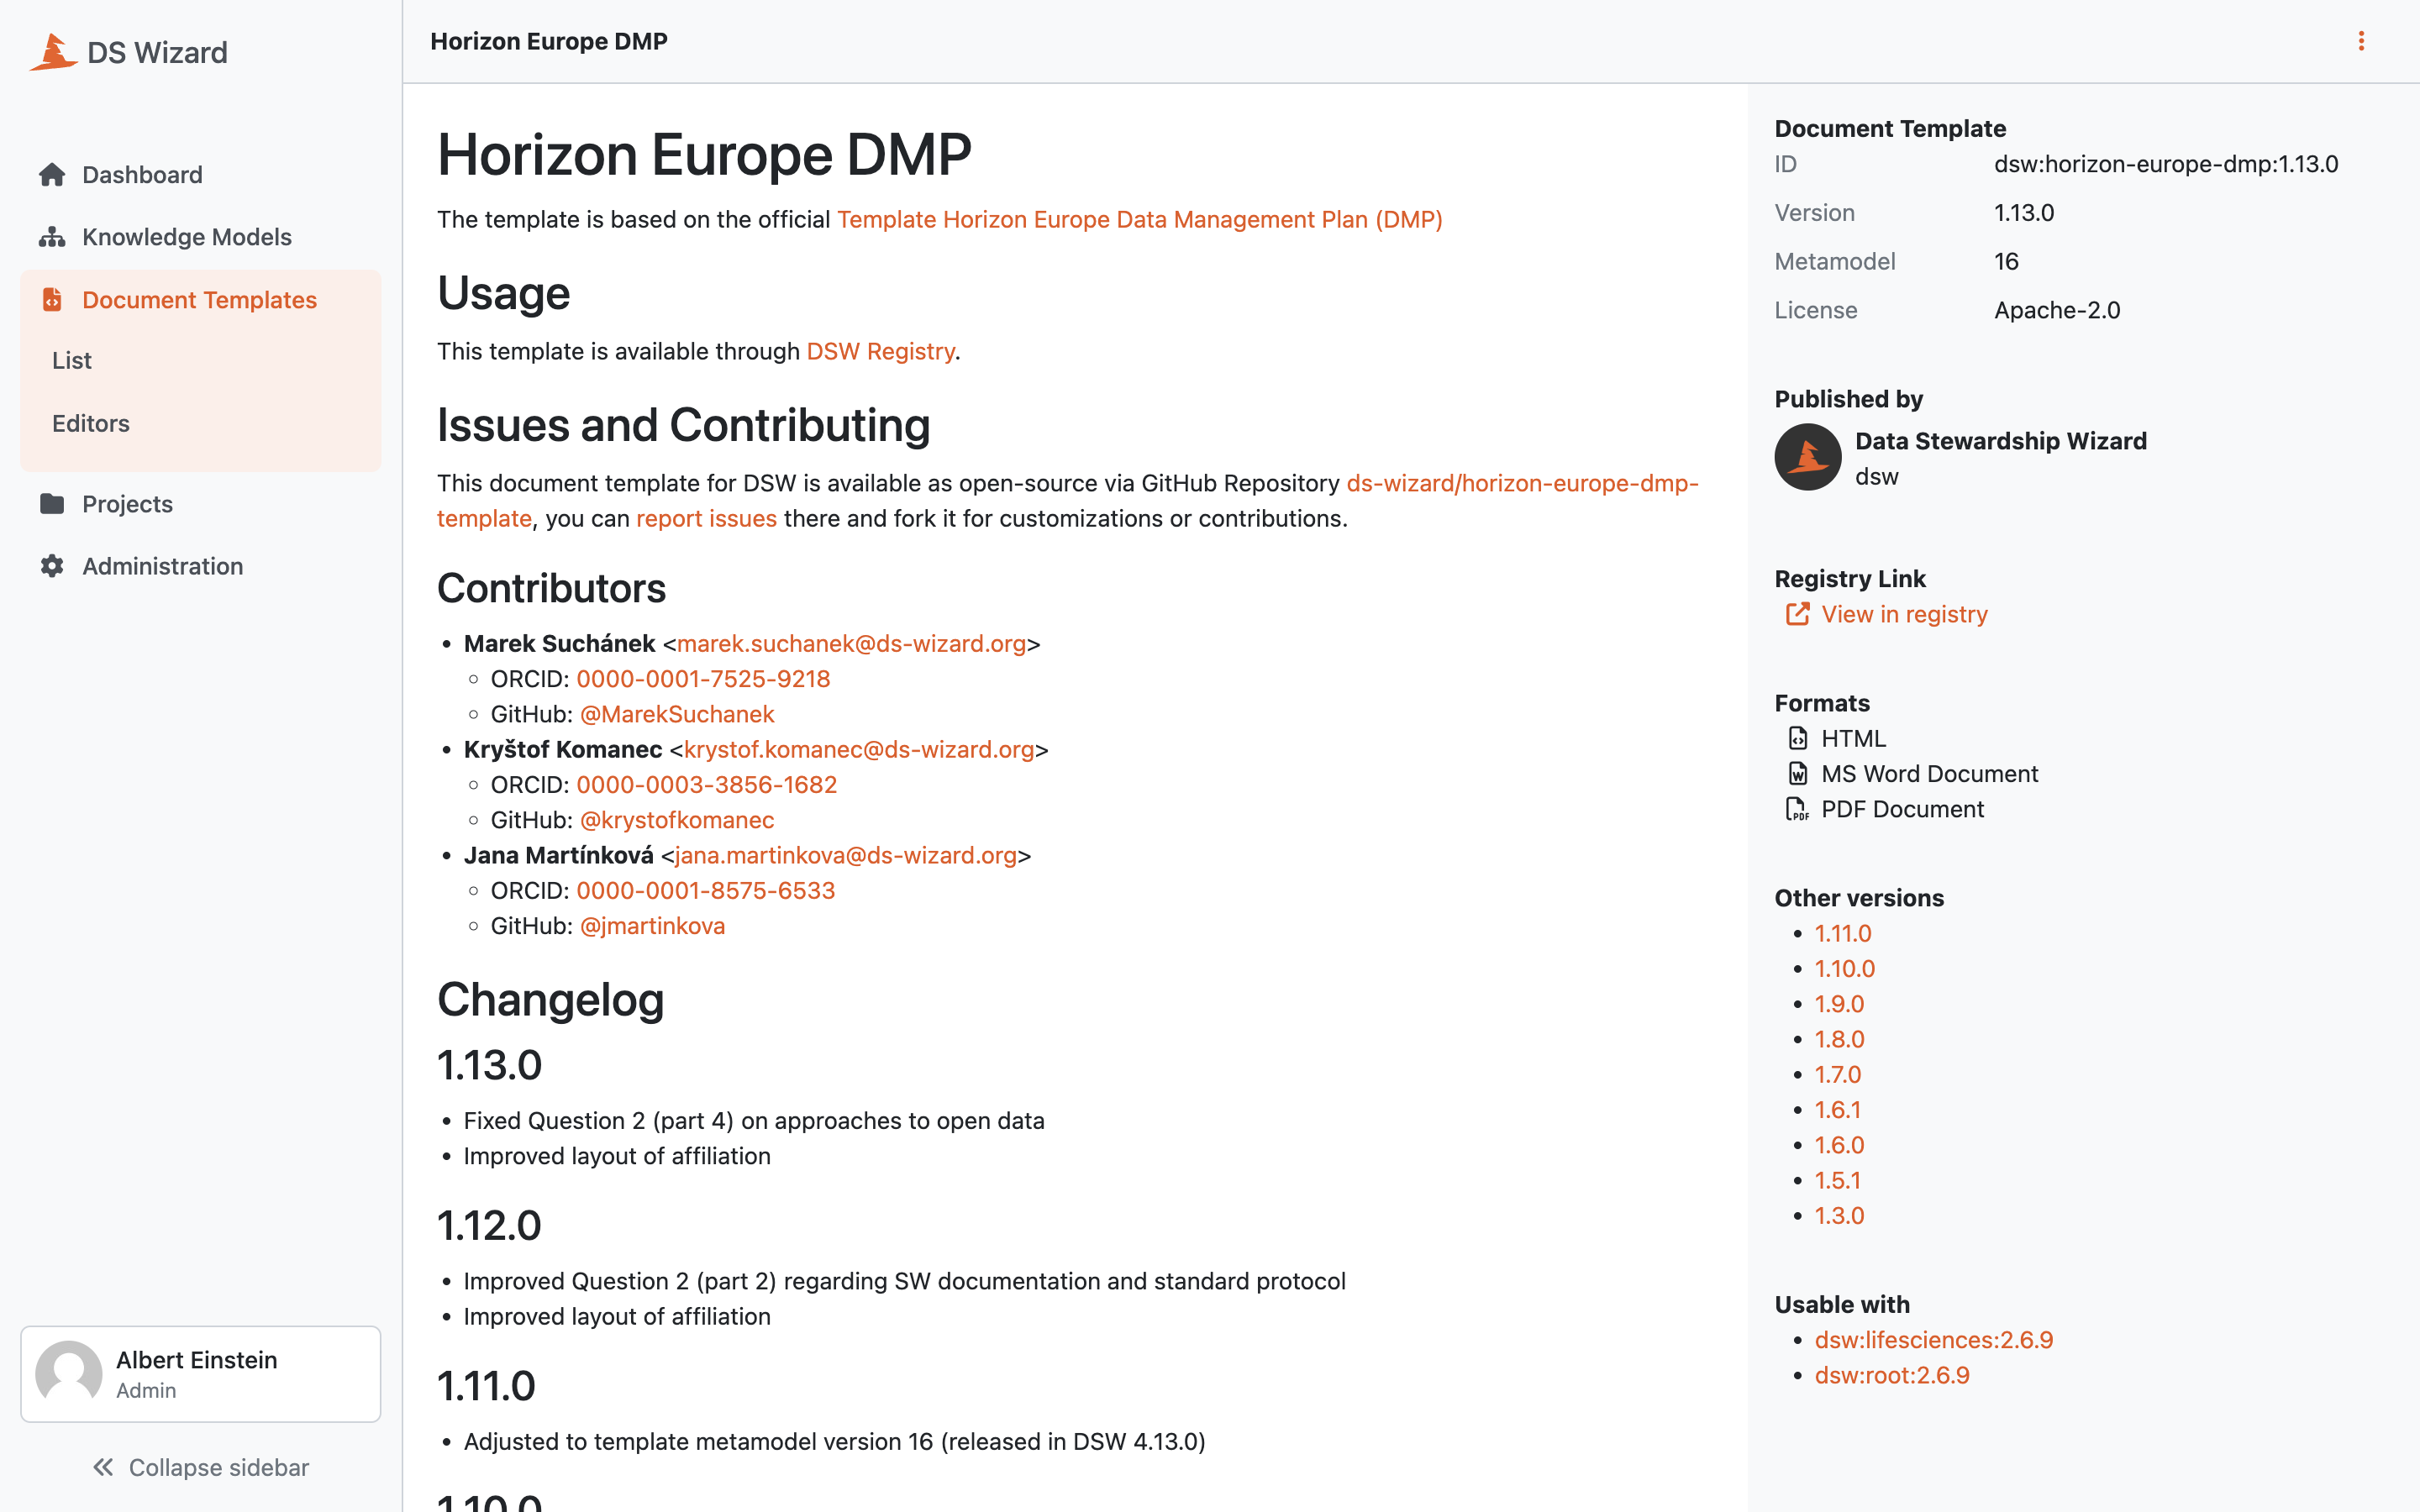 DS Wizard
Dashboard
Knowledge Models
Document Templates
List
Editors
Projects
Administration
Albert Einstein
Admin
Collapse sidebar
Horizon Europe DMP
Horizon Europe DMP
The template is based on the official Template Horizon Europe Data Management Plan (DMP)
Usage
This template is available through DSW Registry.
Issues and Contributing
This document template for DSW is available as open-source via GitHub Repository ds-wizard/horizon-europe-dmp-
template, you can report issues there and fork it for customizations or contributions.
Contributors
• Marek Suchánek <marek.suchanek@ds-wizard.org>
ORCID: 0000-0001-7525-9218
GitHub: @MarekSuchanek
• Kryštof Komanec <krystof.komanec@ds-wizard.org>
ORCID: 0000-0003-3856-1682
GitHub: @krystofkomanec
• Jana Martínková <jana.martinkova@ds-wizard.org>
ORCID: 0000-0001-8575-6533
GitHub: @jmartinkova
Changelog
1.13.0
• Fixed Question 2 (part 4) on approaches to open data
• Improved layout of affiliation
1.12.0
• Improved Question 2 (part 2) regarding SW documentation and standard protocol
• Improved layout of affiliation
1.11.0
• Adjusted to template metamodel version 16 (released in DSW 4.13.0)
1.10.0
Document Template
ID dsw:horizon-europe-dmp:1.13.0
Version 1.13.0
Metamodel 16
License Apache-2.0
Published by
Data Stewardship Wizard
dsw
Registry Link
View in registry
Formats
HTML
MS Word Document
PDF Document
Other versions
• 1.11.0
• 1.10.0
• 1.9.0
• 1.8.0
• 1.7.0
• 1.6.1
• 1.6.0
• 1.5.1
• 1.3.0
Usable with
• dsw:lifesciences:2.6.9
• dsw:root:2.6.9